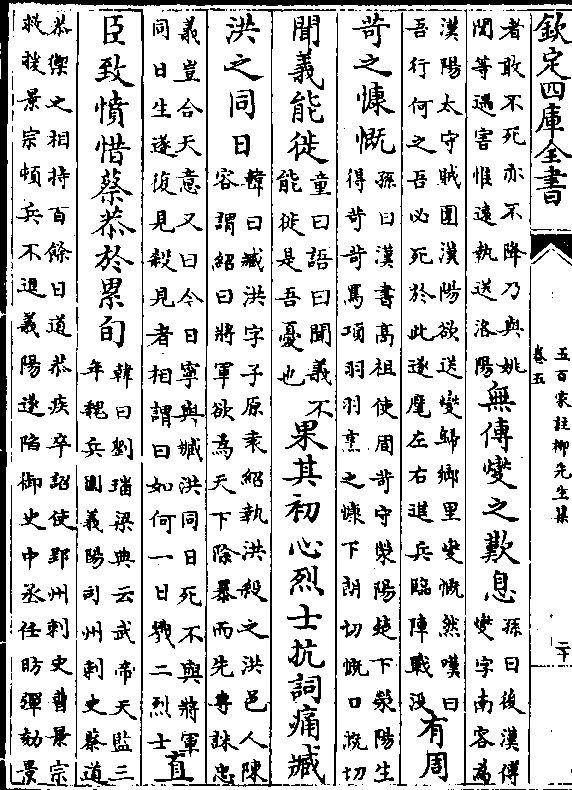 欽定四庫全書
五百家註柳先生集
卷五
二十
者敢不死亦不降乃與姚
誾等遇害惟遠執送洛陽
無傅燮之歎息
孫曰後漢傅
燮字南容為
漢陽太守賊圍漢陽欲送燮歸鄉里燮慨然嘆曰
吾行何之吾必死於此遂麾左右進兵臨陣戰没
有周
苛之慷慨
孫曰漢書高祖使周苛守滎陽楚下滎陽生
得苛苛罵項羽羽烹之慷下朗切慨口溉切
聞義能徙
童曰語曰聞義不
能徙是吾憂也
果其初心烈士抗詞痛臧
洪之同日
韓曰臧洪字子原袁紹執洪殺之洪邑人陳
容謂紹曰將軍欲為天下除暴而先專誅忠
義豈合天意又曰今日寧與臧洪同日死不與將軍
同日生遂復見殺見者相謂曰如何一日戮二烈士
直
臣致憤惜蔡恭於累旬
韓曰劉璠梁典云武帝天監三
年魏兵圍義陽司州刺史蔡道
恭禦之相持百餘日道恭疾卒詔使郢州刺史曹景宗
救援景宗頓兵不進義陽遂陷御史中丞任昉彈劾景